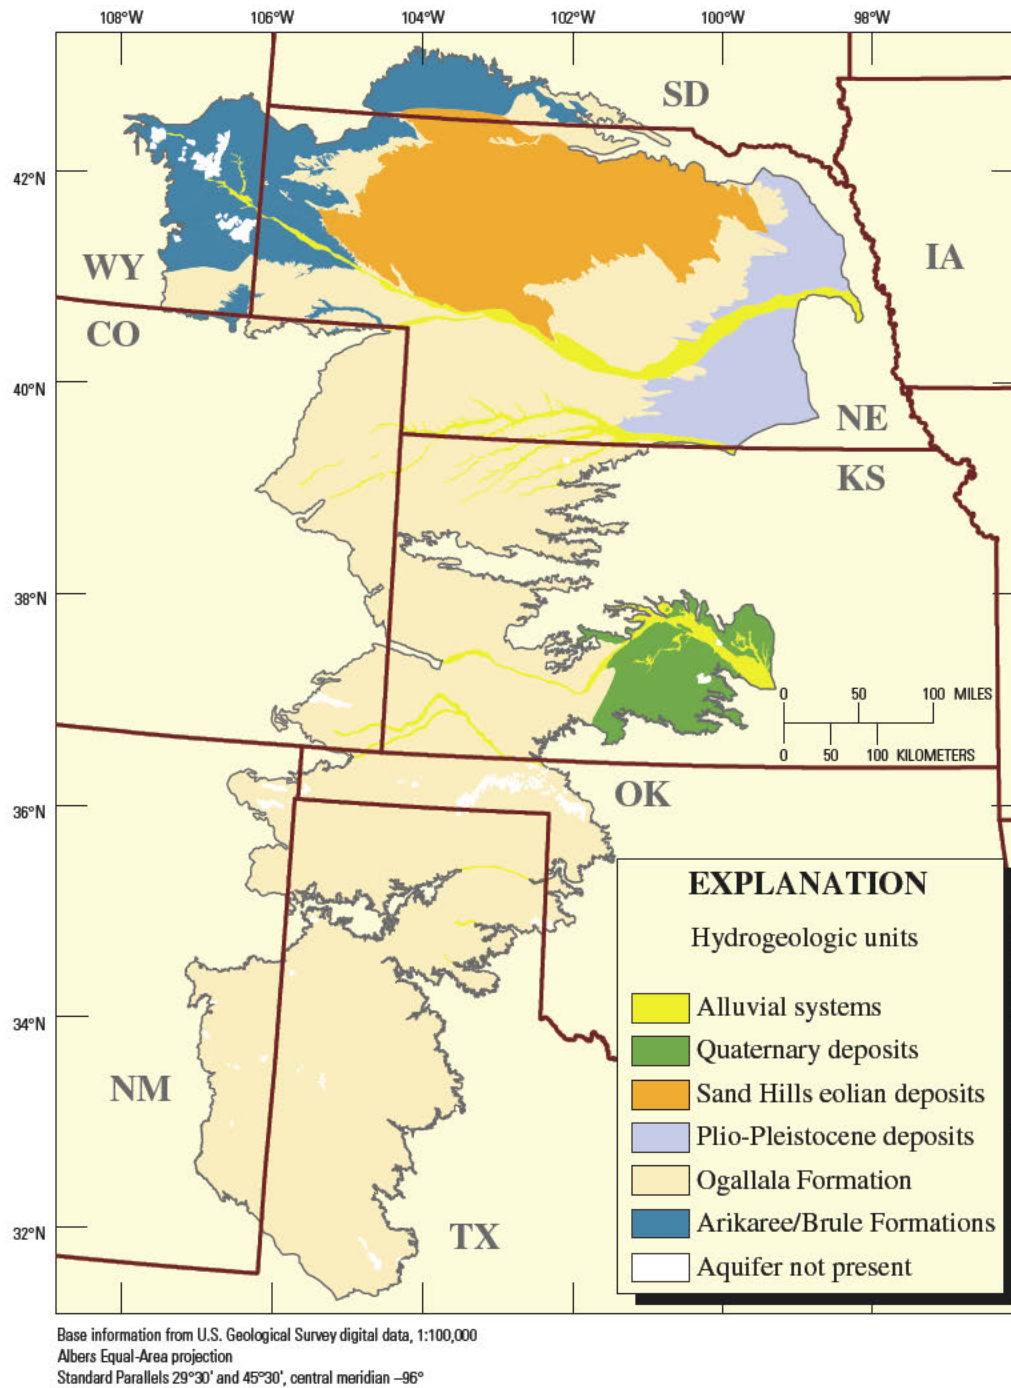 108°W 106°W 104°W 102°W 100°W 98°W
SD
42°N
WY
IA
CO
40°N
NE
KS
38°N
0 50 100 MILES
0 50 100 KILOMETERS
OK
36°N
EXPLANATION
Hydrogeologic units
Alluvial systems
34°N
Quaternary deposits
NM
Sand Hills eolian deposits
Plio-Pleistocene deposits
Ogallala Formation
32°N
TX
Arikaree/Brule Formations
Aquifer not present
Base information from U.S. Geological Survey digital data, 1:100,000
Albers Equal-Area projection
Standard Parallels 29°30' and 45°30', central meridian –96°